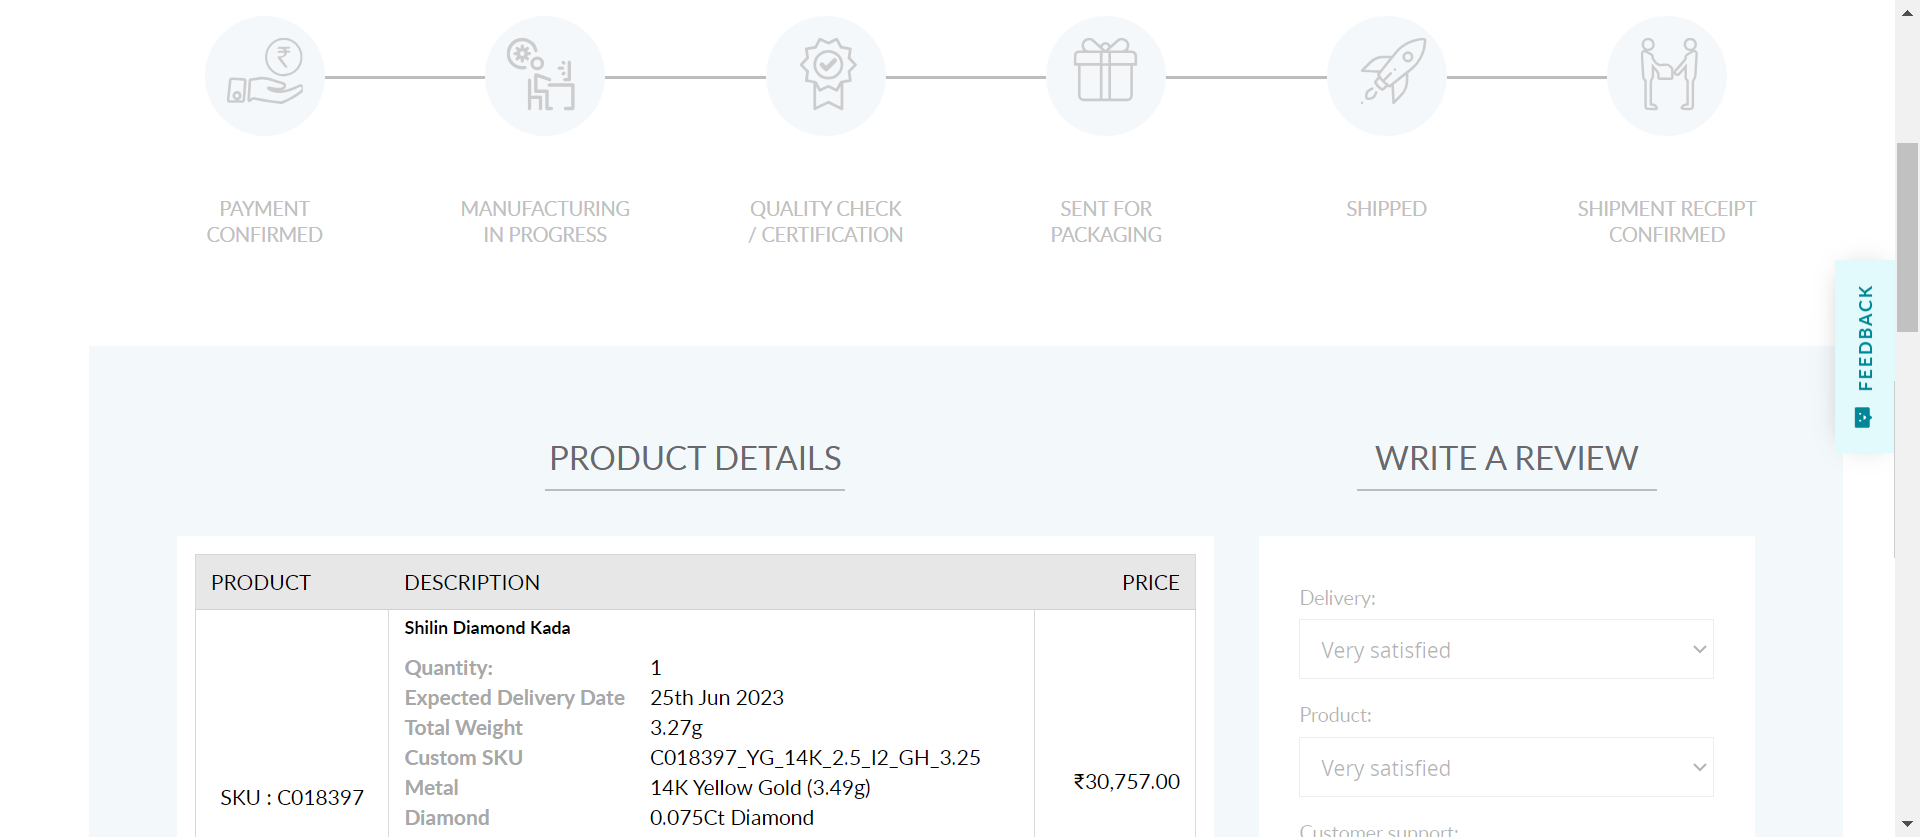 PAYMENT
CONFIRMED
MANUFACTURING
IN PROGRESS
QUALITY CHECK
/ CERTIFICATION
SENT FOR
PACKAGING
SHIPPED
SHIPMENT RECEIPT
CONFIRMED
FEEDBACK
PRODUCT DETAILS
PRODUCT DESCRIPTION PRICE
Shilin Diamond Kada
Quantity: 1
Expected Delivery Date 25th Jun 2023
Total Weight 3.27g
Custom SKU C018397_YG_14K_2.5_I2_GH_3.25
Metal 14K Yellow Gold (3.49g)
Diamond 0.075Ct Diamond
SKU : C018397
₹30,757.00
WRITE A REVIEW
Delivery:
Very satisfied
Product:
Very satisfied
Customer support: